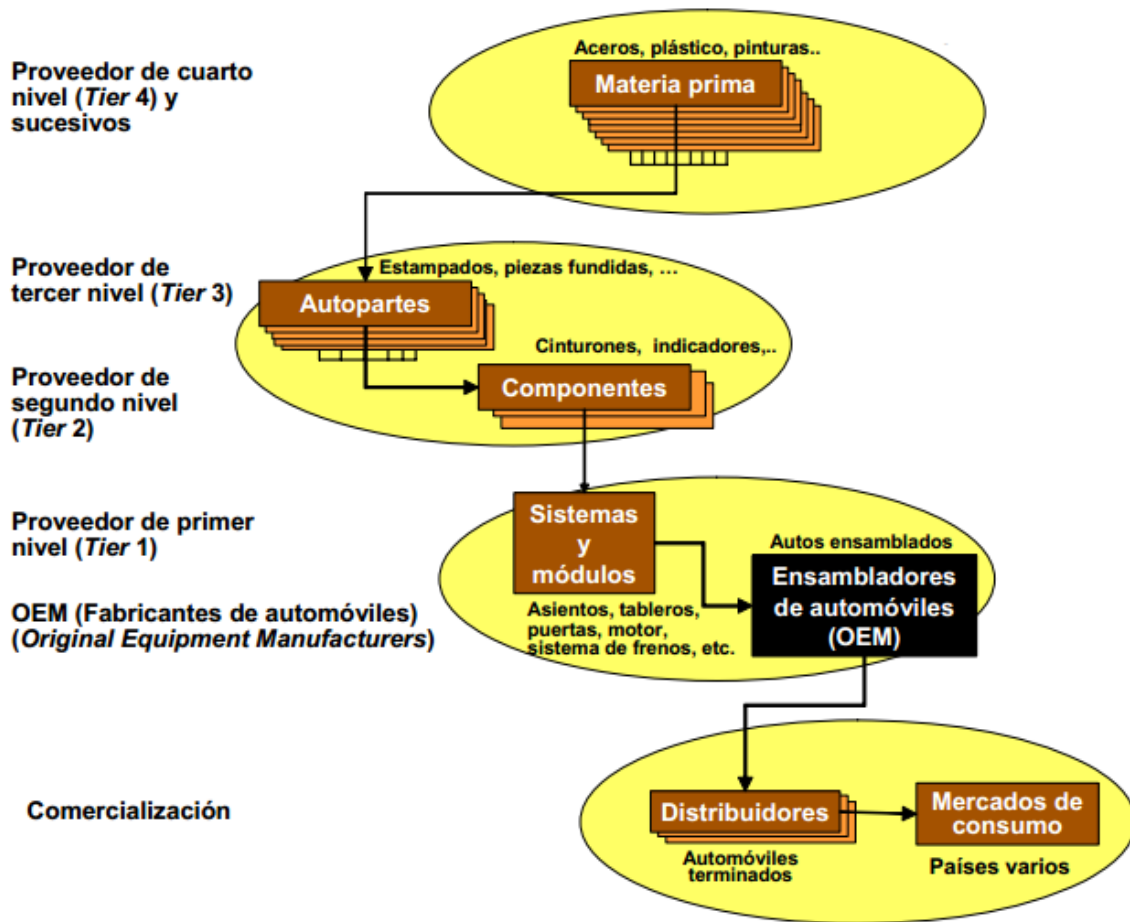 Aceros, plástico, pinturas..
Proveedor de cuarto
nivel (Tier 4) y
sucesivos
Materia prima
Proveedor de
tercer nivel (Tier 3)
Estampados, piezas fundidas, ...
Autopartes
Cinturones, indicadores,..
Proveedor de
segundo nivel
(Tier 2)
Componentes
Proveedor de primer
nivel (Tier 1)
Sistemas
y
módulos
Autos ensamblados
Ensambladores
de automóviles
(OEM)
OEM (Fabricantes de automóviles)
(Original Equipment Manufacturers)
Asientos, tableros,
puertas, motor,
sistema de frenos, etc.
Comercialización
Distribuidores
Automóviles
terminados
Mercados de
consumo
Países varios